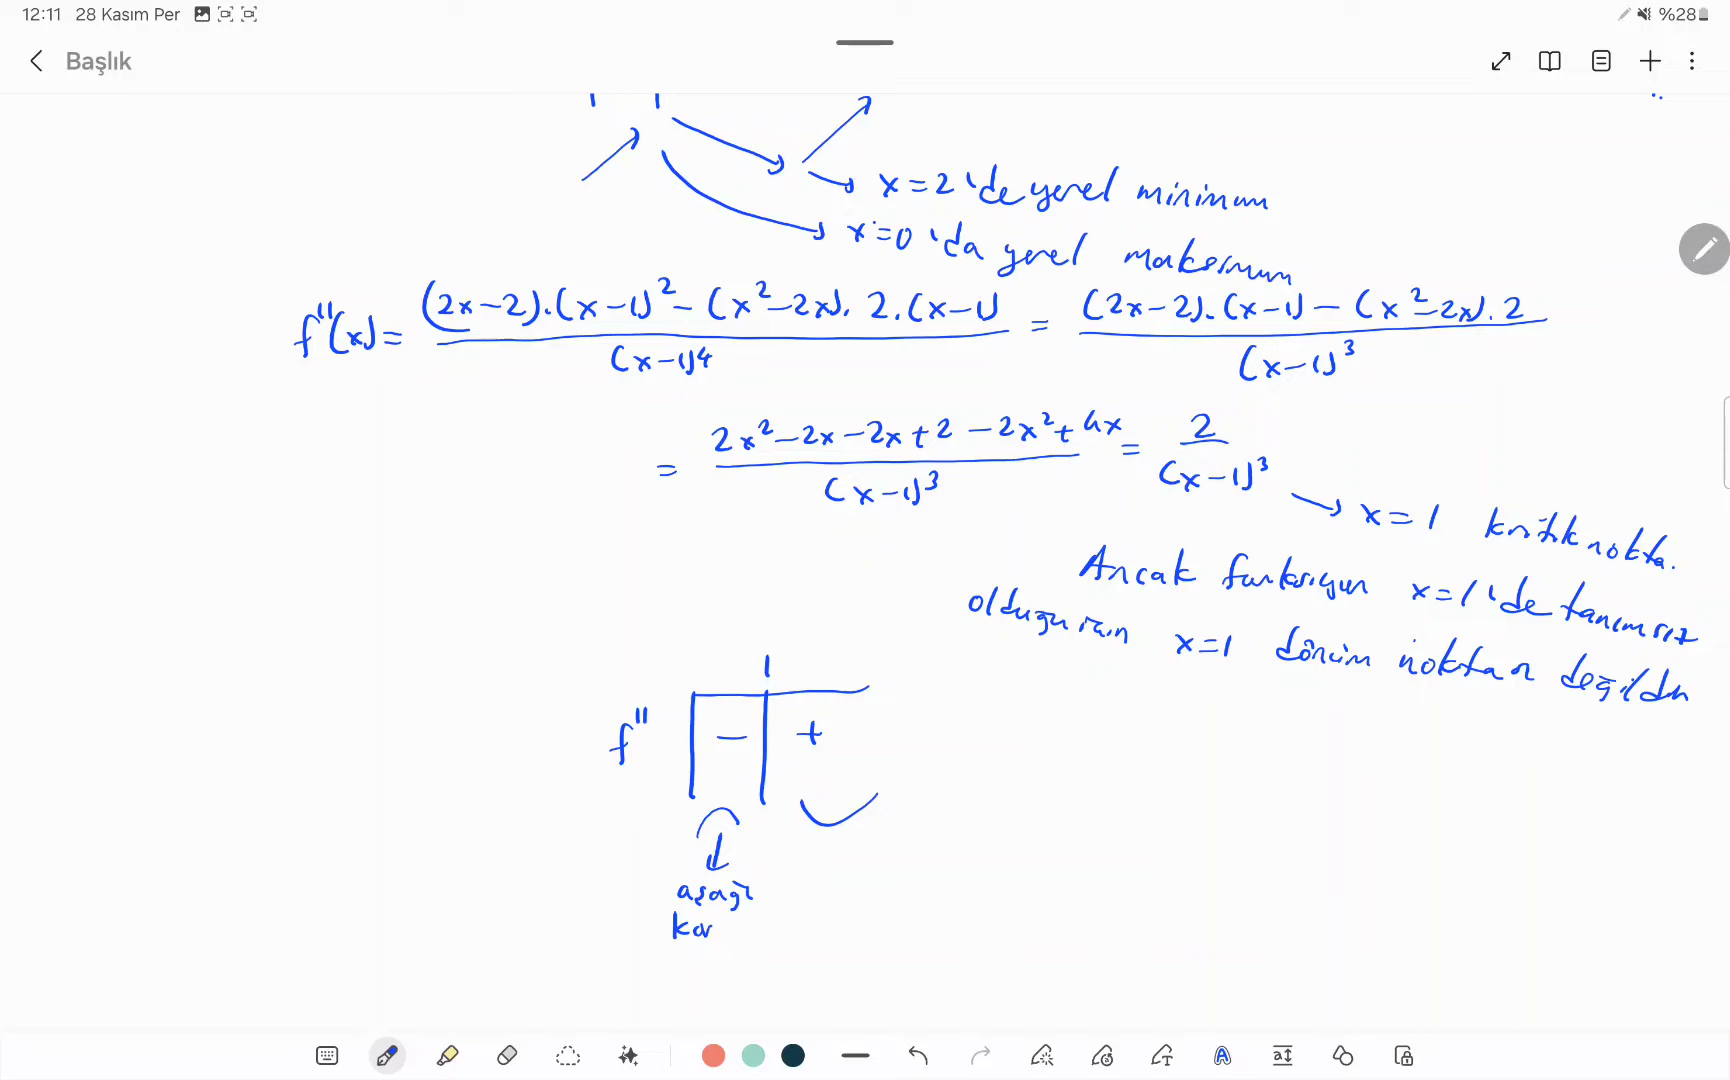 12:11 28 Kasım Per %28
Başlık
x=2 'de yerel minimum
x=0 'da yerel maksimum
f''(x) = (2x-2).(x-1)² - (x²-2x). 2.(x-1) / (x-1)⁴ = (2x-2).(x-1) - (x²-2x). 2 / (x-1)³
= 2x²-2x-2x+2-2x²+4x / (x-1)³ = 2 / (x-1)³ → x=1 kritik nokta.
Ancak fonksiyon x=1'de tanımsız
olduğu için x=1 dönüm noktası değildir
1
f'' - +
aşağı
kon